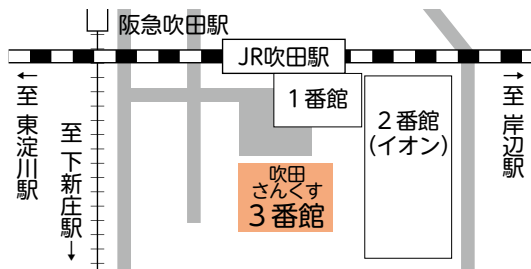 阪急吹田駅
JR吹田駅
1番館
2番館
(イオン)
吹田
さんくす
3番館
←至 東淀川駅
至 下新庄駅→
→至 岸辺駅